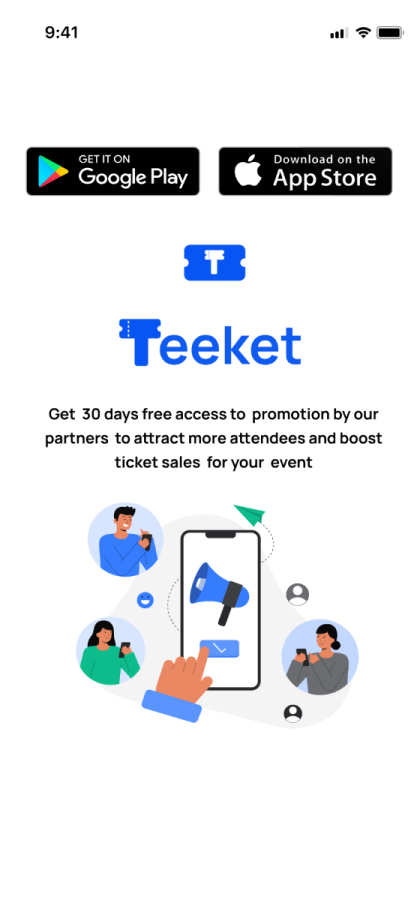 9:41
GET IT ON
Google Play
Download on the
App Store
T
Teeket
Get 30 days free access to promotion by our
partners to attract more attendees and boost
ticket sales for your event